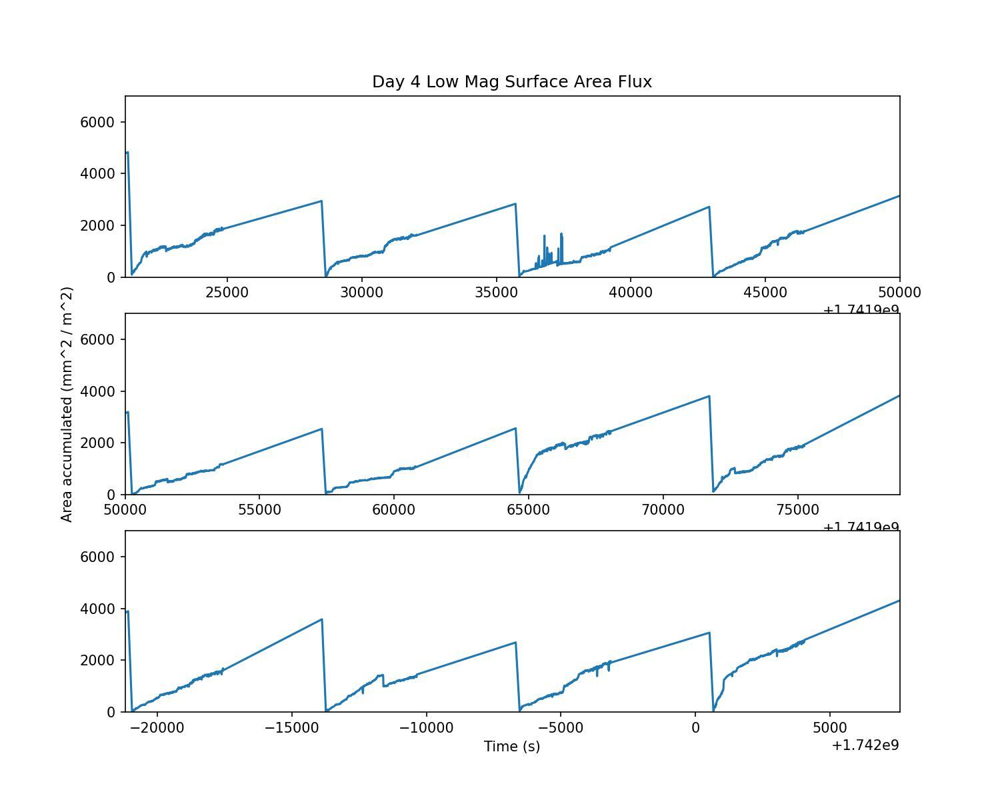 Day 4 Low Mag Surface Area Flux
6000
4000
2000
0
25000 30000 35000 40000 45000 50000
+1.7419e9
Area accumulated (mm^2 / m^2)
6000
4000
2000
0
50000 55000 60000 65000 70000 75000
+1.7419e9
6000
4000
2000
0
−20000 −15000 −10000 −5000 0 5000
Time (s)
+1.742e9